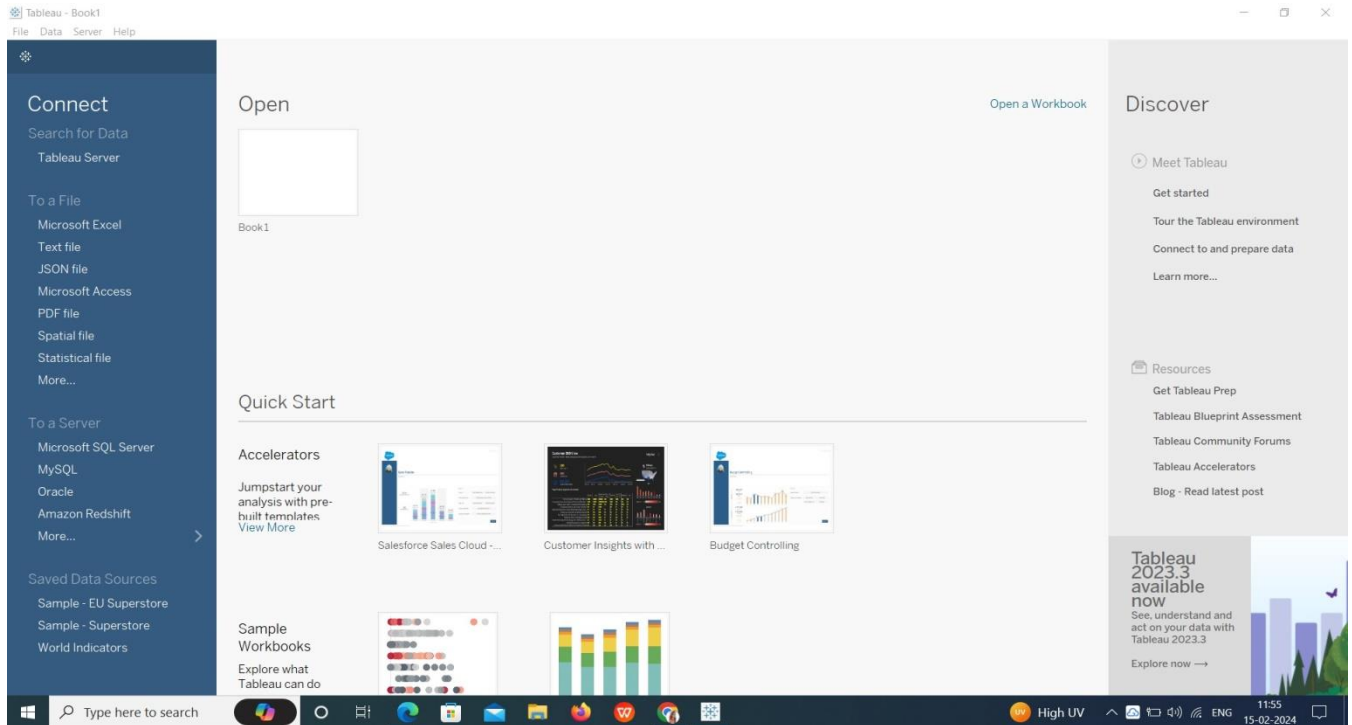 Tableau - Book1
File Data Server Help
Connect
Search for Data
Tableau Server
To a File
Microsoft Excel
Text file
JSON file
Microsoft Access
PDF file
Spatial file
Statistical file
More...
To a Server
Microsoft SQL Server
MySQL
Oracle
Amazon Redshift
More...
Saved Data Sources
Sample - EU Superstore
Sample - Superstore
World Indicators
Open
Open a Workbook
Book1
Quick Start
Accelerators
Jumpstart your
analysis with pre-
built templates
View More
Salesforce Sales Cloud -...
Customer Insights with ...
Budget Controlling
Sample
Workbooks
Explore what
Tableau can do
Discover
Meet Tableau
Get started
Tour the Tableau environment
Connect to and prepare data
Learn more...
Resources
Get Tableau Prep
Tableau Blueprint Assessment
Tableau Community Forums
Tableau Accelerators
Blog - Read latest post
Tableau
2023.3
available
now
See, understand and
act on your data with
Tableau 2023.3
Explore now →
Type here to search
UV
High UV
ENG
11:55
15-02-2024